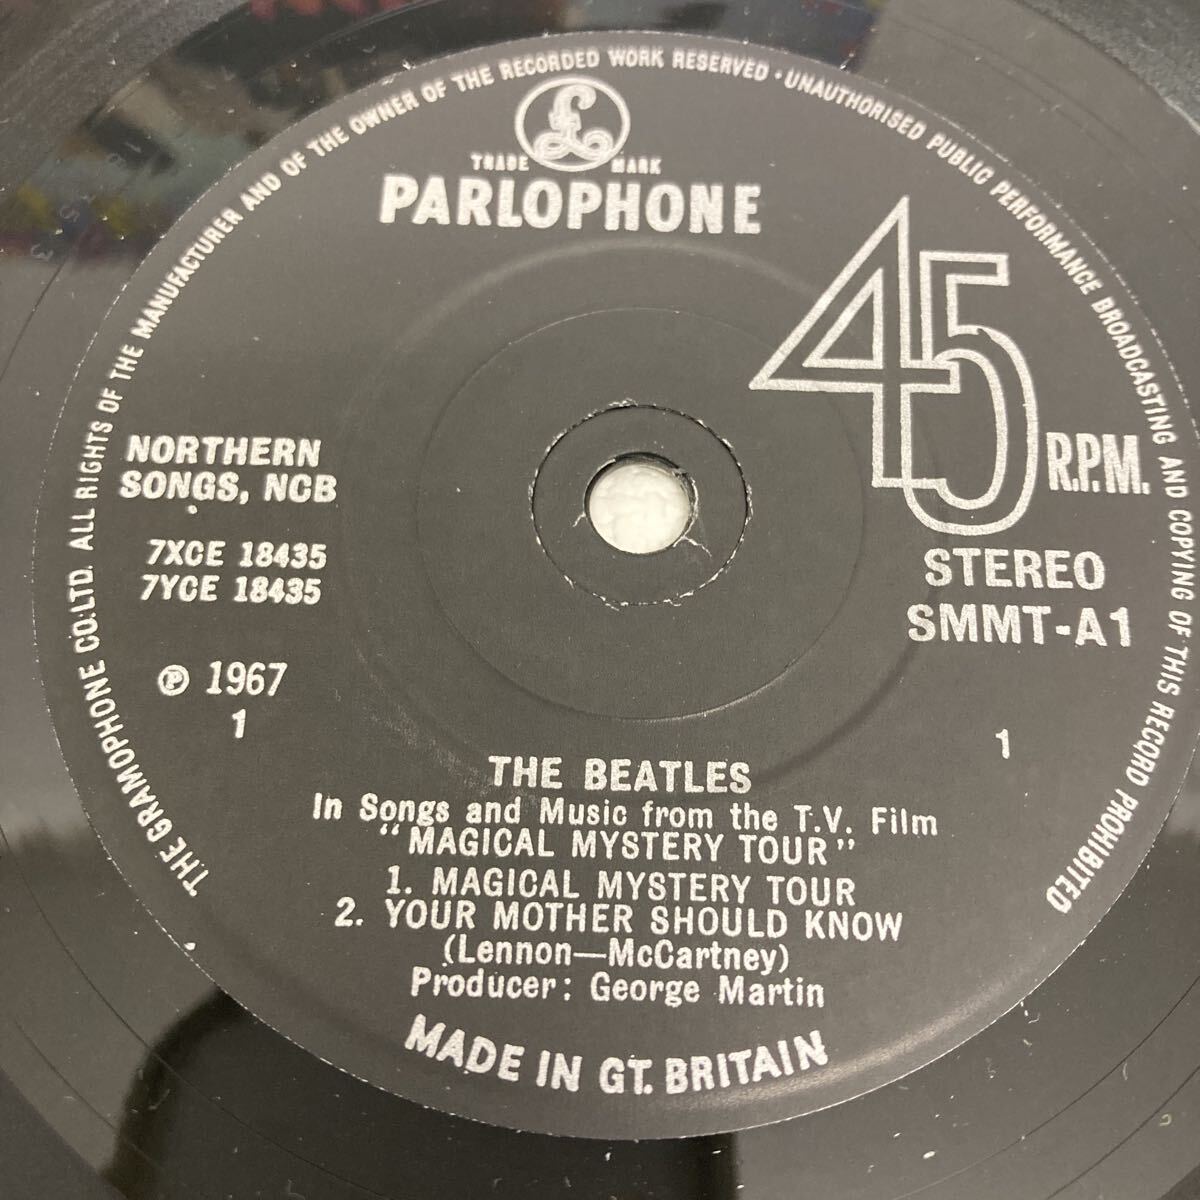 THE GRAMOPHONE CO. LTD. ALL RIGHTS OF THE MANUFACTURER AND OF THE OWNER OF THE RECORDED WORK RESERVED · UNAUTHORISED PUBLIC PERFORMANCE BROADCASTING AND COPYING OF THIS RECORD PROHIBITED
£
TRADE MARK
PARLOPHONE
45 R.P.M.
NORTHERN
SONGS, NCB
7XCE 18435
7YCE 18435
℗ 1967
1
STEREO
SMMT-A1
1
THE BEATLES
In Songs and Music from the T.V. Film
"MAGICAL MYSTERY TOUR"
1. MAGICAL MYSTERY TOUR
2. YOUR MOTHER SHOULD KNOW
(Lennon—McCartney)
Producer: George Martin
MADE IN GT. BRITAIN